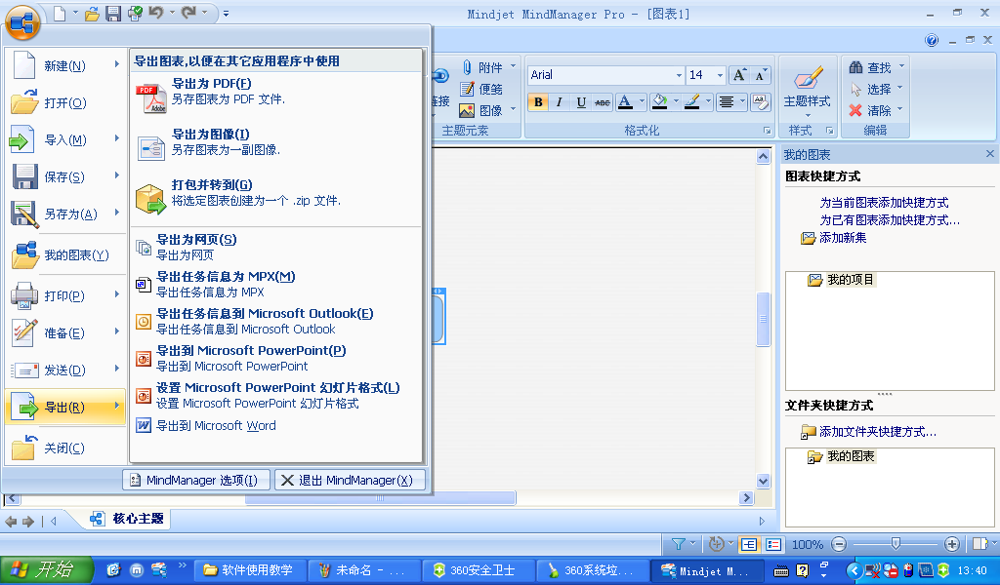 Mindjet MindManager Pro - [图表1]
新建(N)
打开(O)
导入(M)
保存(S)
另存为(A)
我的图表(Y)
打印(P)
准备(E)
发送(D)
导出(R)
关闭(C)
导出图表,以便在其它应用程序中使用
导出为 PDF(F)
另存图表为 PDF 文件.
导出为图像(I)
另存图表为一副图像.
打包并转到(G)
将选定图表创建为一个 .zip 文件.
导出为网页(S)
导出为网页
导出任务信息为 MPX(M)
导出任务信息为 MPX
导出任务信息到 Microsoft Outlook(E)
导出任务信息到 Microsoft Outlook
导出到 Microsoft PowerPoint(P)
导出到 Microsoft PowerPoint
设置 Microsoft PowerPoint 幻灯片格式(L)
设置 Microsoft PowerPoint 幻灯片格式
导出到 Microsoft Word
MindManager 选项(I)
退出 MindManager(X)
链接
附件
便笺
图像
主题元素
Arial
14
A A
B I U ABC A
格式化
主题样式
样式
查找
选择
清除
编辑
我的图表
图表快捷方式
为当前图表添加快捷方式
为已有图表添加快捷方式...
添加新集
我的项目
文件夹快捷方式
添加文件夹快捷方式...
我的图表
核心主题
100%
开始
软件使用教学
未命名 - ...
360安全卫士
360系统垃...
Mindjet M...
13:40